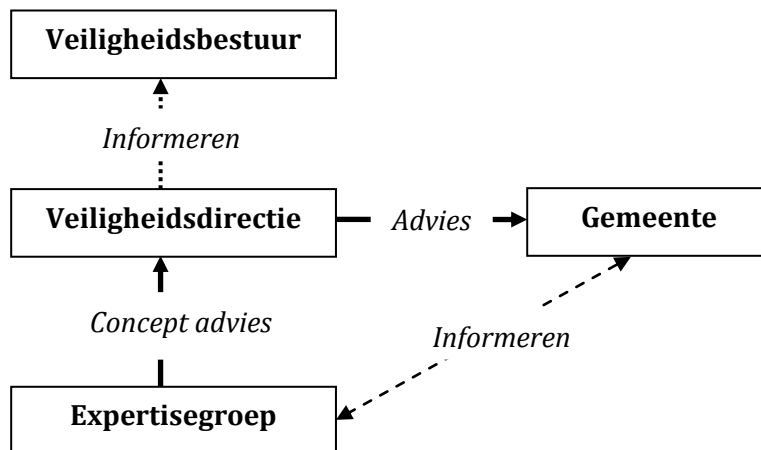 Veiligheidsbestuur
Informeren
Veiligheidsdirectie
Advies
Gemeente
Concept advies
Informeren
Expertisegroep